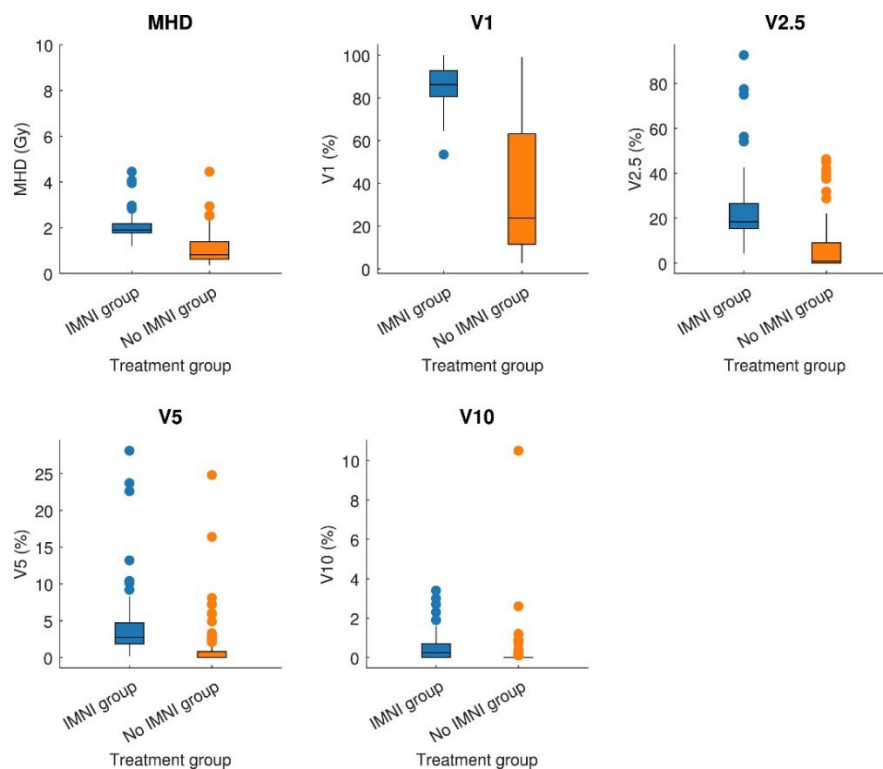 MHD
10
8
6
4
2
0
MHD (Gy)
IMNI group
No IMNI group
Treatment group
V1
100
80
60
40
20
0
V1 (%)
IMNI group
No IMNI group
Treatment group
V2.5
80
60
40
20
0
V2.5 (%)
IMNI group
No IMNI group
Treatment group
V5
25
20
15
10
5
0
V5 (%)
IMNI group
No IMNI group
Treatment group
V10
10
8
6
4
2
0
V10 (%)
IMNI group
No IMNI group
Treatment group